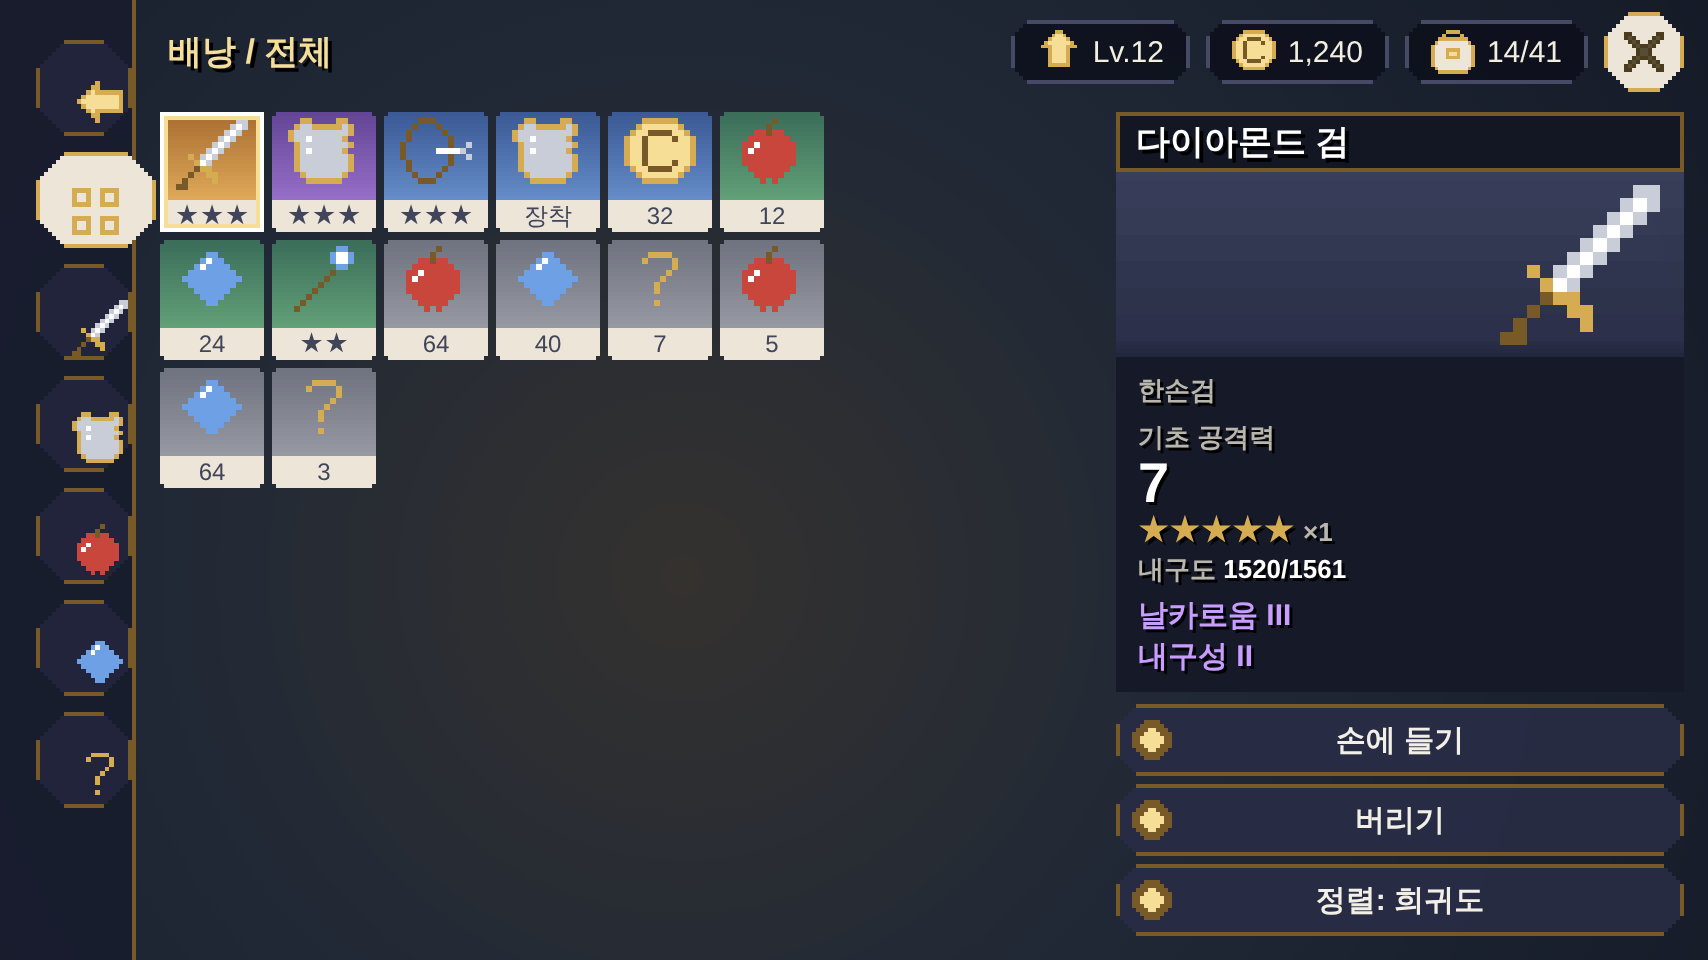 배낭 / 전체
Lv.12
1,240
14/41
★★★
★★★
★★★
장착
32
12
24
★★
64
40
7
5
64
3
다이아몬드 검
한손검
기초 공격력
7
★★★★★ ×1
내구도 1520/1561
날카로움 III
내구성 II
손에 들기
버리기
정렬: 희귀도